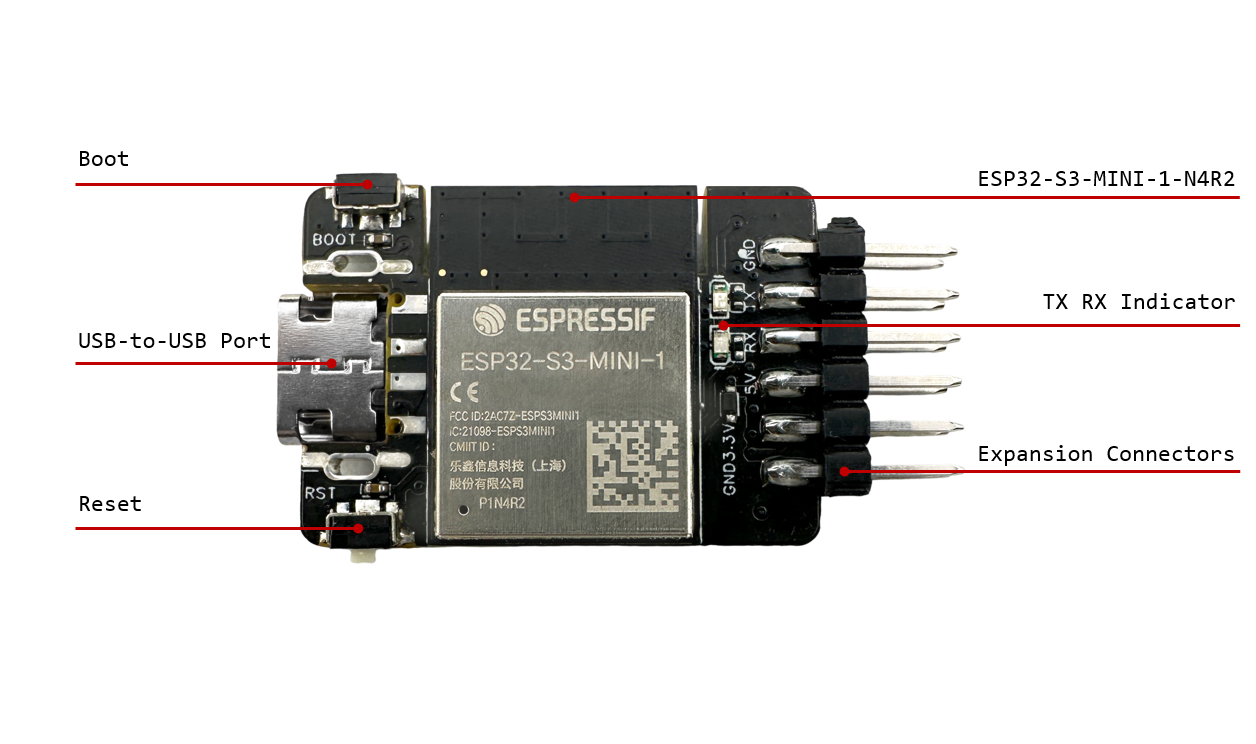 Boot
ESP32-S3-MINI-1-N4R2
BOOT
GND
TX
TX RX Indicator
ESPRESSIF
USB-to-USB Port
RX
ESP32-S3-MINI-1
5V
CE
FCC ID:2AC7Z-ESPS3MINI1
IC:21098-ESPS3MINI1
CMIIT ID:
乐鑫信息科技（上海）
股份有限公司
P1N4R2
3.3V
GND
Expansion Connectors
RST
Reset